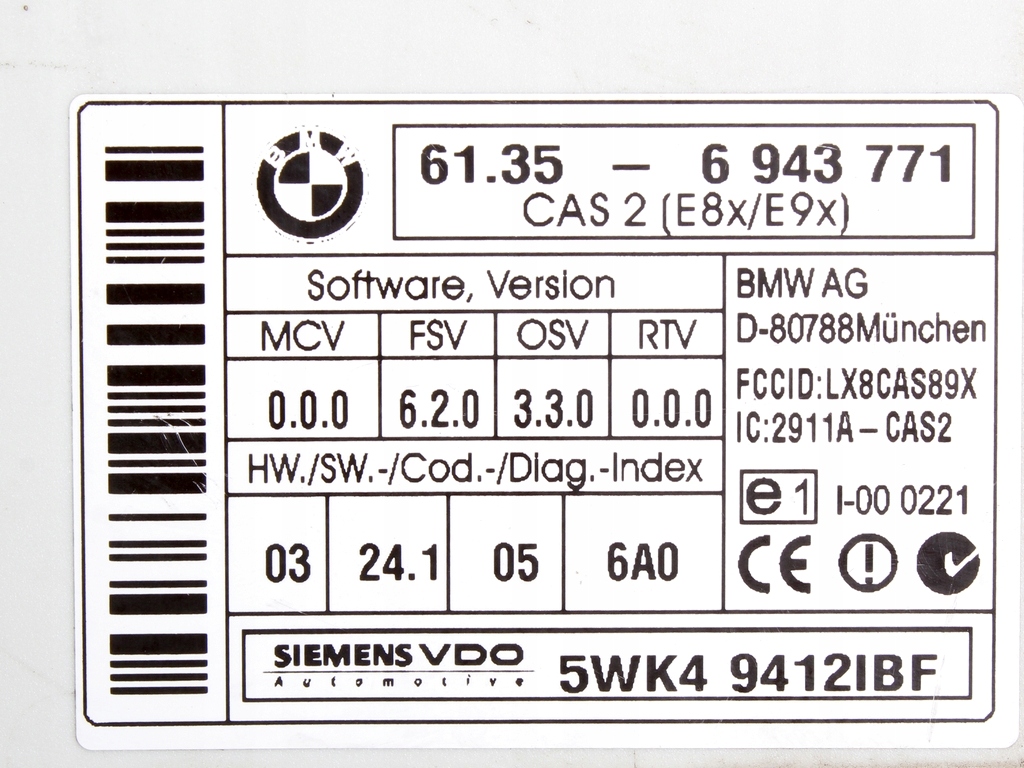 BMW
61.35 – 6 943 771
CAS 2 (E8x/E9x)
Software, Version
MCV FSV OSV RTV
0.0.0 6.2.0 3.3.0 0.0.0
HW./SW.-/Cod.-/Diag.-Index
03 24.1 05 6A0
BMW AG
D-80788München
FCCID:LX8CAS89X
IC:2911A – CAS2
e1 I-00 0221
CE
SIEMENS VDO
Automotive
5WK4 9412IBF